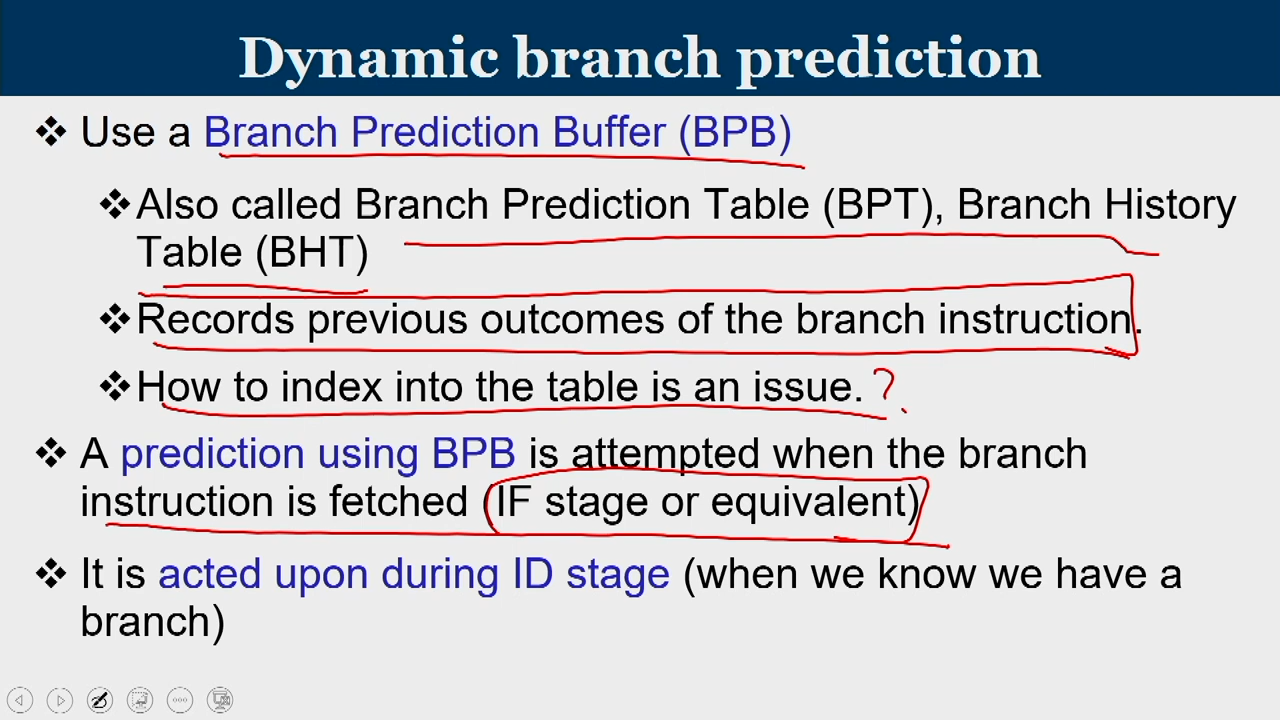 Dynamic branch prediction
❖ Use a Branch Prediction Buffer (BPB)
❖Also called Branch Prediction Table (BPT), Branch History
Table (BHT)
❖Records previous outcomes of the branch instruction.
❖How to index into the table is an issue. ?
❖ A prediction using BPB is attempted when the branch
instruction is fetched (IF stage or equivalent)
❖ It is acted upon during ID stage (when we know we have a
branch)